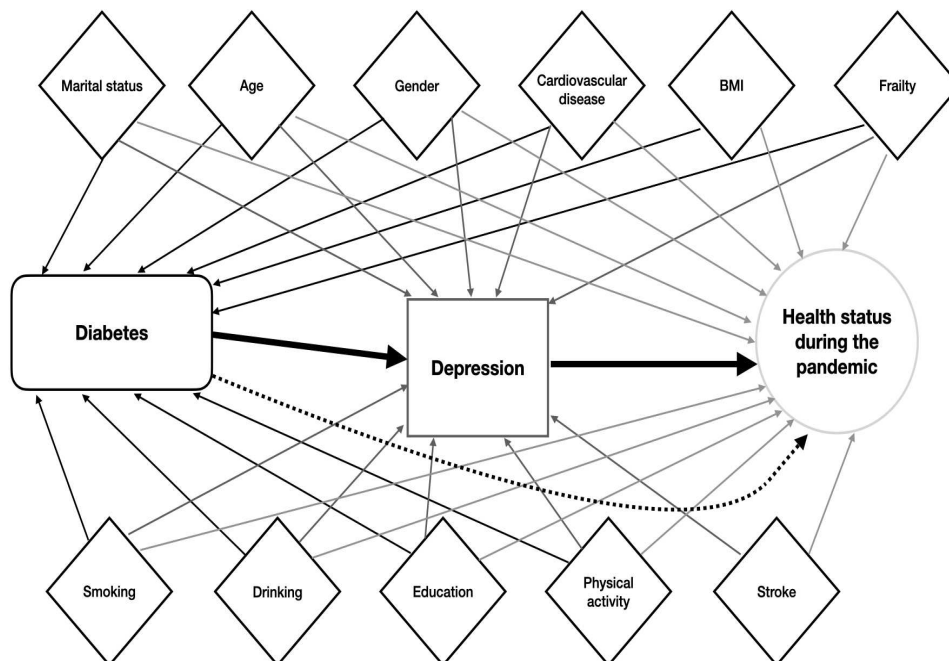 Marital status
Age
Gender
Cardiovascular
disease
BMI
Frailty
Diabetes
Depression
Health status
during the
pandemic
Smoking
Drinking
Education
Physical
activity
Stroke